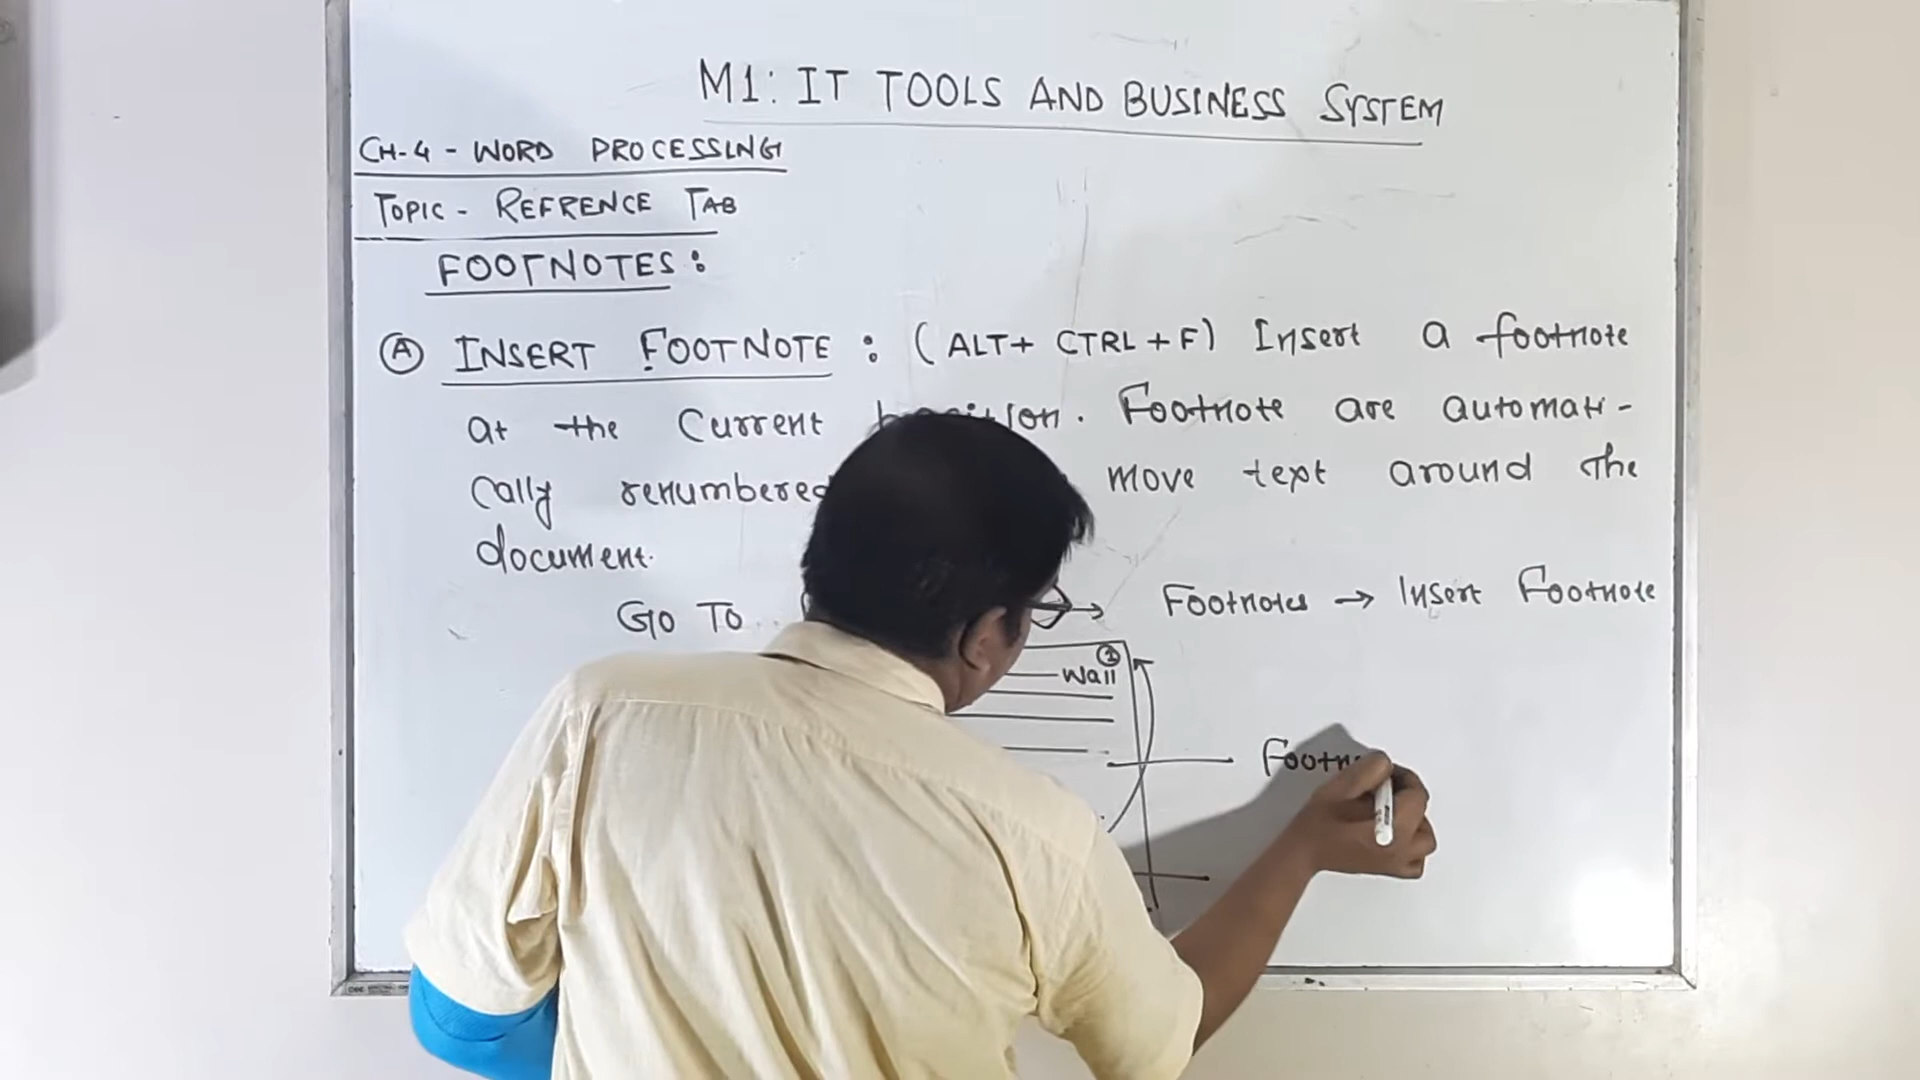 M1: IT TOOLS AND BUSINESS SYSTEM
CH-4 - WORD PROCESSING
TOPIC - REFRENCE TAB
FOOTNOTES:
(A) INSERT FOOTNOTE : (ALT+ CTRL + F) Insert a footnote
at the Current . Footnote are automati-
cally renumbered move text around the
document.
GO TO → Footnotes → Insert Footnote
1
Wall
Footn